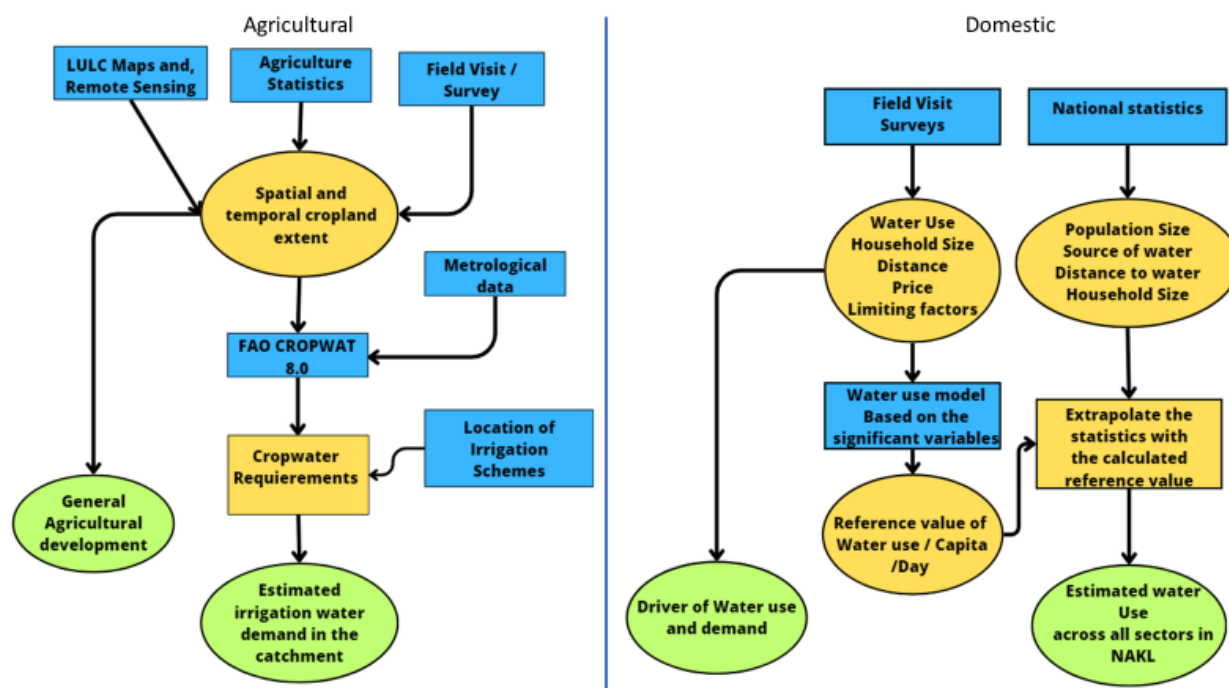 Agricultural
LULC Maps and,
Remote Sensing
Agriculture
Statistics
Field Visit /
Survey
Spatial and
temporal cropland
extent
Metrological
data
FAO CROPWAT
8.0
Cropwater
Requierements
Location of
Irrigation
Schemes
General
Agricultural
development
Estimated
irrigation water
demand in the
catchment
Domestic
Field Visit
Surveys
National statistics
Water Use
Household Size
Distance
Price
Limiting factors
Population Size
Source of water
Distance to water
Household Size
Water use model
Based on the
significant variables
Extrapolate the
statistics with
the calculated
reference value
Reference value of
Water use / Capita
/Day
Driver of Water use
and demand
Estimated water
Use
across all sectors in
NAKL